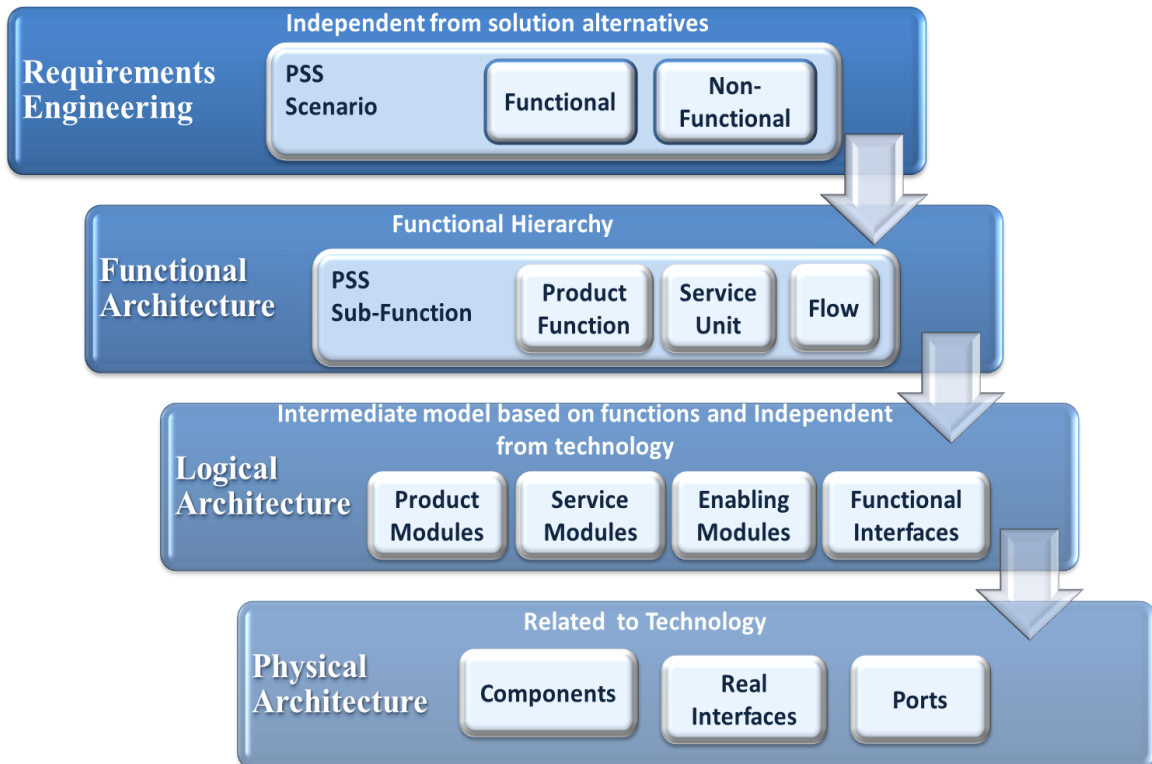 Independent from solution alternatives
Requirements
Engineering
PSS
Scenario
Functional
Non-
Functional
Functional Hierarchy
Functional
Architecture
PSS
Sub-Function
Product
Function
Service
Unit
Flow
Intermediate model based on functions and Independent
from technology
Logical
Architecture
Product
Modules
Service
Modules
Enabling
Modules
Functional
Interfaces
Related to Technology
Physical
Architecture
Components
Real
Interfaces
Ports